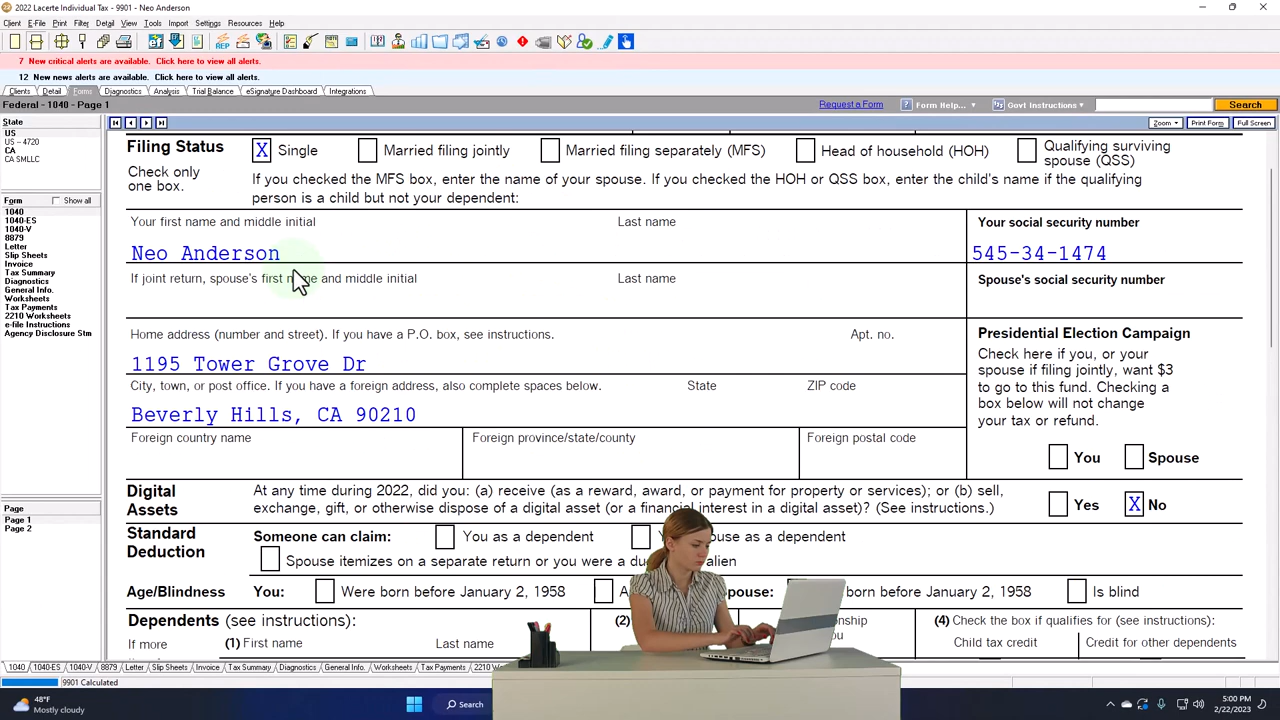 2022 Lacerte Individual Tax - 9901 - Neo Anderson
Client E-File Print Filter Detail View Tools Import Settings Resources Help
7 New critical alerts are available. Click here to view all alerts.
12 New news alerts are available. Click here to view all alerts.
Clients Detail Forms Diagnostics Analysis Trial Balance eSignature Dashboard Integrations
Federal - 1040 - Page 1
Request a Form
Form Help...
Govt Instructions
Search
State
US
US - 4720
CA
CA SMLLC
Form
Show all
1040
1040-ES
1040-V
8879
Letter
Slip Sheets
Invoice
Tax Summary
Diagnostics
General Info.
Worksheets
Tax Payments
2210 Worksheets
e-file Instructions
Agency Disclosure Stm
Page
Page 1
Page 2
Zoom Print Form Full Screen
Filing Status
Check only
one box.
X Single Married filing jointly Married filing separately (MFS) Head of household (HOH) Qualifying surviving
spouse (QSS)
If you checked the MFS box, enter the name of your spouse. If you checked the HOH or QSS box, enter the child's name if the qualifying
person is a child but not your dependent:
Your first name and middle initial Last name Your social security number
Neo Anderson 545-34-1474
If joint return, spouse's first name and middle initial Last name Spouse's social security number
Home address (number and street). If you have a P.O. box, see instructions. Apt. no.
1195 Tower Grove Dr
City, town, or post office. If you have a foreign address, also complete spaces below. State ZIP code
Beverly Hills, CA 90210
Foreign country name Foreign province/state/county Foreign postal code
Presidential Election Campaign
Check here if you, or your
spouse if filing jointly, want $3
to go to this fund. Checking a
box below will not change
your tax or refund.
You Spouse
Digital
Assets
At any time during 2022, did you: (a) receive (as a reward, award, or payment for property or services); or (b) sell,
exchange, gift, or otherwise dispose of a digital asset (or a financial interest in a digital asset)? (See instructions.)
Yes X No
Standard
Deduction
Someone can claim: You as a dependent ouse as a dependent
Spouse itemizes on a separate return or you were a du alien
Age/Blindness You: Were born before January 2, 1958 pouse: born before January 2, 1958 Is blind
Dependents (see instructions): (2) onship (4) Check the box if qualifies for (see instructions):
If more (1) First name Last name ou Child tax credit Credit for other dependents
1040 1040-ES 1040-V 8879 Letter Slip Sheets Invoice Tax Summary Diagnostics General Info. Worksheets Tax Payments 2210 Wor
9901 Calculated
48°F
Mostly cloudy
Search
5:00 PM
2/22/2023